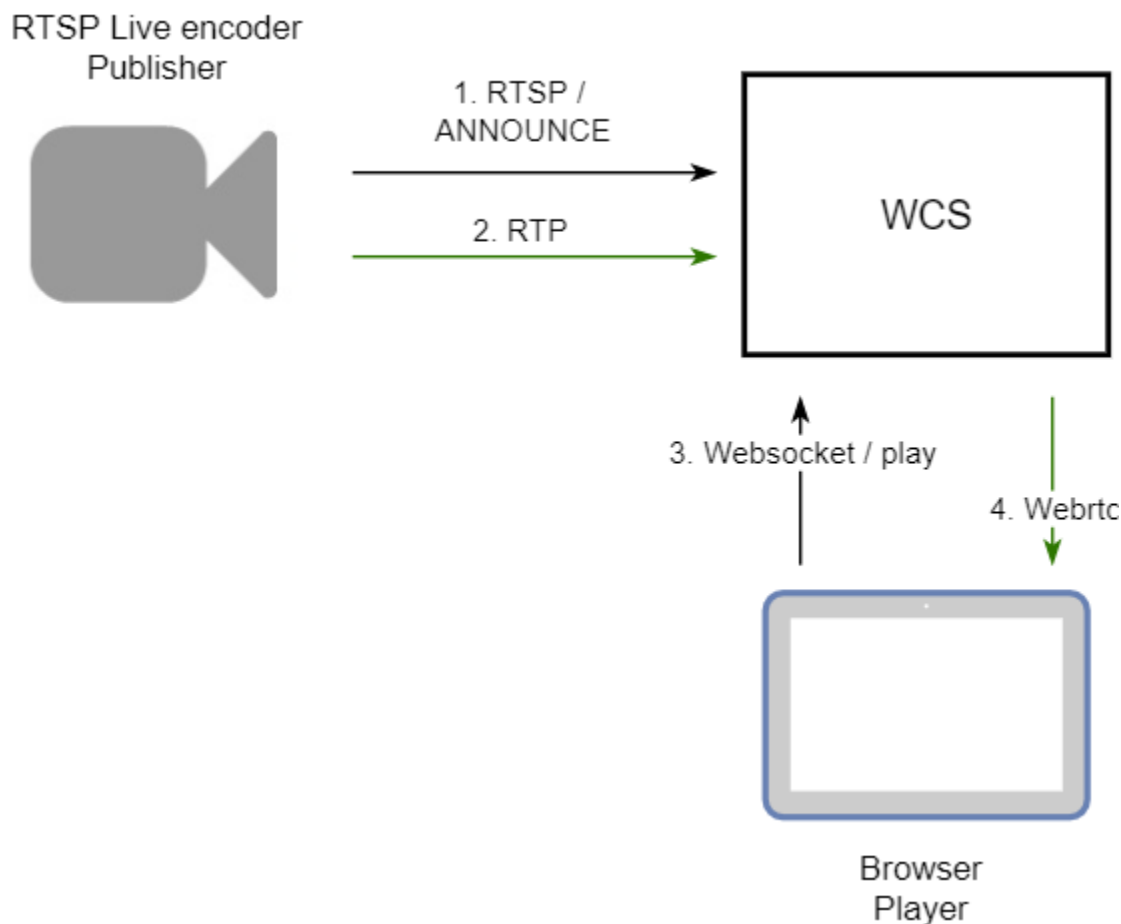 RTSP Live encoder
Publisher
1. RTSP /
ANNOUNCE
2. RTP
WCS
3. Websocket / play
4. Webrtc
Browser
Player